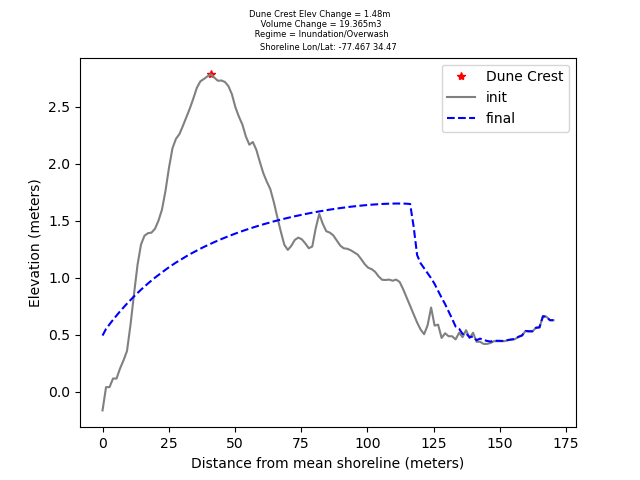 Dune Crest Elev Change = 1.48m
Volume Change = 19.365m3
Regime = Inundation/Overwash
Shoreline Lon/Lat: -77.467 34.47
Dune Crest
init
final
Elevation (meters)
2.5
2.0
1.5
1.0
0.5
0.0
0 25 50 75 100 125 150 175
Distance from mean shoreline (meters)